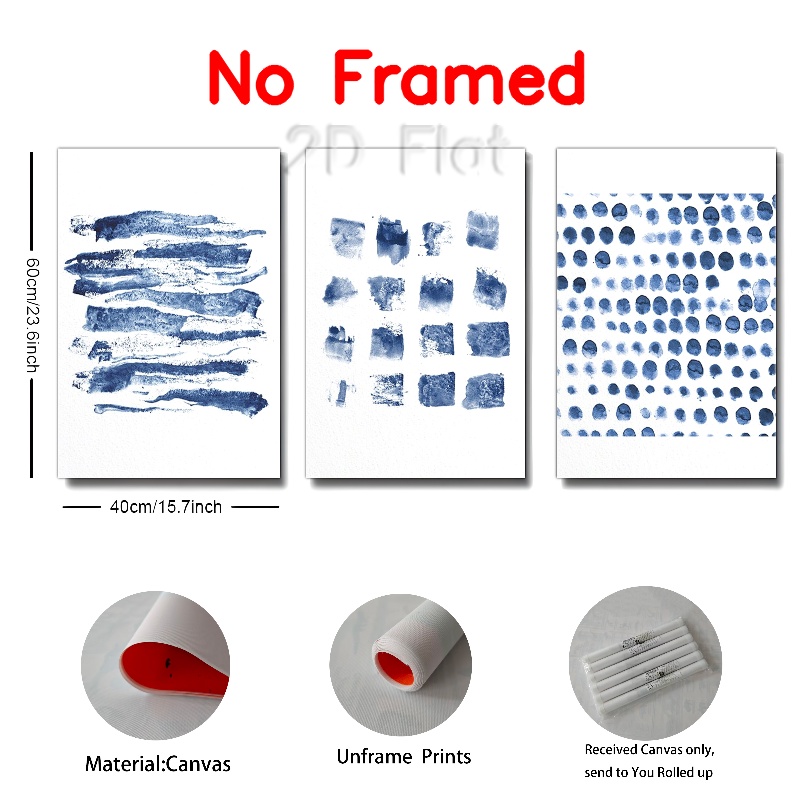 No Framed
2D Flat
60cm/23.6inch
40cm/15.7inch
Material:Canvas
Unframe Prints
Received Canvas only,
send to You Rolled up